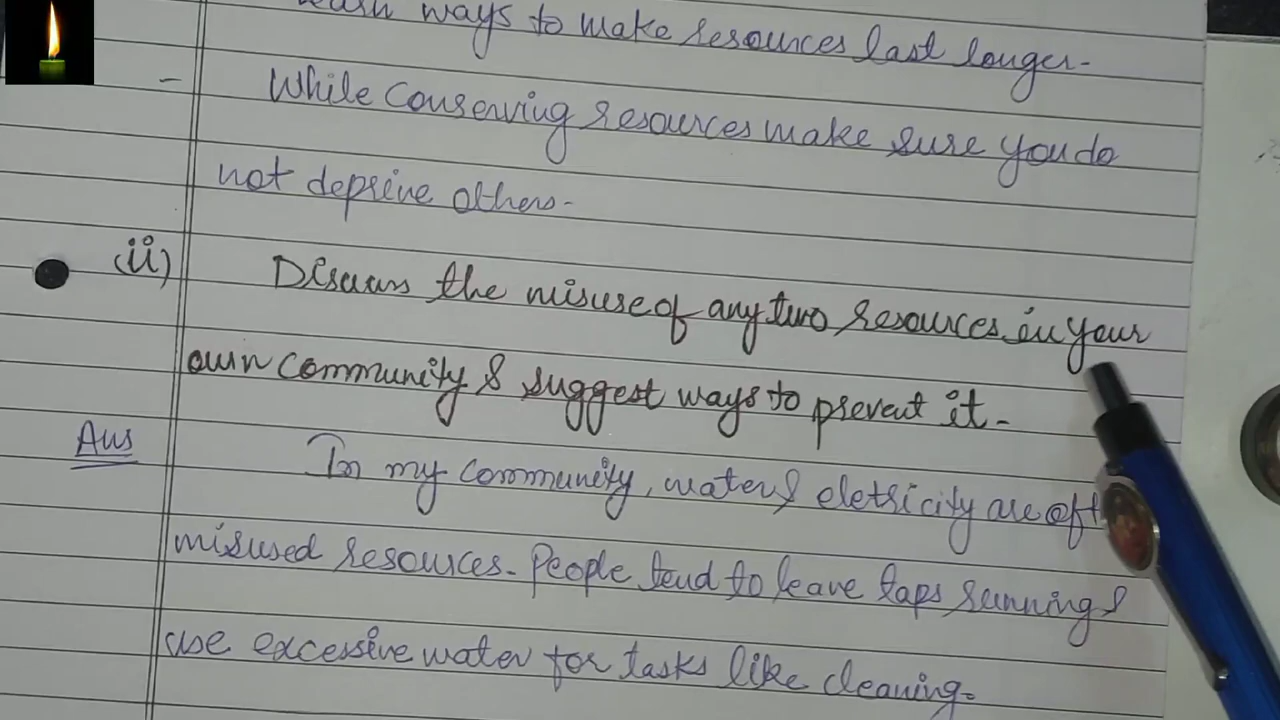 ways to make resources last longer.
- While conserving resources make sure you do
not deprive others.
(ii) Discuss the misuse of any two resources in your
own community & suggest ways to prevent it.
Ans In my community, water & eletricity are
misused resources. People tend to leave taps running &
use excessive water for tasks like cleaning.